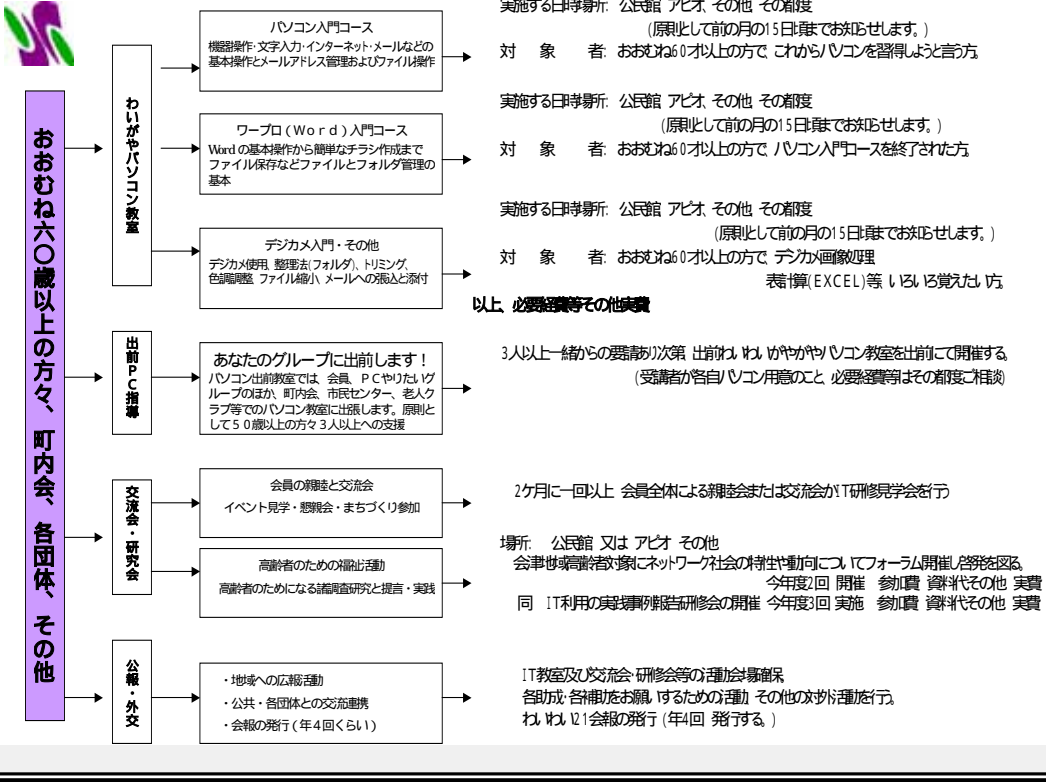 おおむね六〇歳以上の方々、町内会、各団体、その他
わいがやパソコン教室
パソコン入門コース
機器操作・文字入力・インターネット・メールなどの
基本操作とメールアドレス管理およびファイル操作
実施する日時場所: 公民館、アピオ、その他、その都度
(原則として前の月の15日頃までお知らせします。)
対 象 者: おおむね60才以上の方で、これからパソコンを習得しようと言う方。
ワープロ(Word)入門コース
Wordの基本操作から簡単なチラシ作成まで
ファイル保存などファイルとフォルダ管理の
基本
実施する日時場所: 公民館、アピオ、その他、その都度
(原則として前の月の15日頃までお知らせします。)
対 象 者: おおむね60才以上の方で、パソコン入門コースを終了された方。
デジカメ入門・その他
デジカメ使用、整理法(フォルダ)、トリミング、
色調調整、ファイル縮小、メールへの張込と添付
実施する日時場所: 公民館、アピオ、その他、その都度
(原則として前の月の15日頃までお知らせします。)
対 象 者: おおむね60才以上の方で、デジカメ画像処理
表計算(EXCEL)等、いろいろ覚えたい方。
以上、必要経費等その他実費
出前PC指導
あなたのグループに出前します!
パソコン出前教室では、会員、PCやりたいグ
ループのほか、町内会、市民センター、老人ク
ラブ等でのパソコン教室に出張します。原則と
して50歳以上の方々3人以上への支援
3人以上一緒からの要請あり次第、出前わいわいがやがやパソコン教室を出前にて開催する。
(受講者が各自パソコン用意のこと、必要経費等はその都度ご相談)
交流会・研究会
会員の親睦と交流会
イベント見学・懇親会・まちづくり参加
2ケ月に一回以上 会員全体による親睦会または交流会かIT研修見学会を行う
高齢者のための福祉活動
高齢者のためになる諸調査研究と提言・実践
場所: 公民館 又は アピオ その他
会津地域高齢者対象にネットワーク社会の特性や動向についてフォーラム開催し啓発を図る。
今年度2回 開催 参加費 資料代その他 実費
同 IT利用の実践事例報告研修会の開催 今年度3回 実施 参加費 資料代その他 実費
公報・外交
・地域への広報活動
・公共・各団体との交流連携
・会報の発行(年4回くらい)
IT教室及び交流会・研修会等の活動会場確保、
各助成・各補助をお願いするための活動、その他の対外活動を行う。
わいわい21会報の発行(年4回 発行する。)